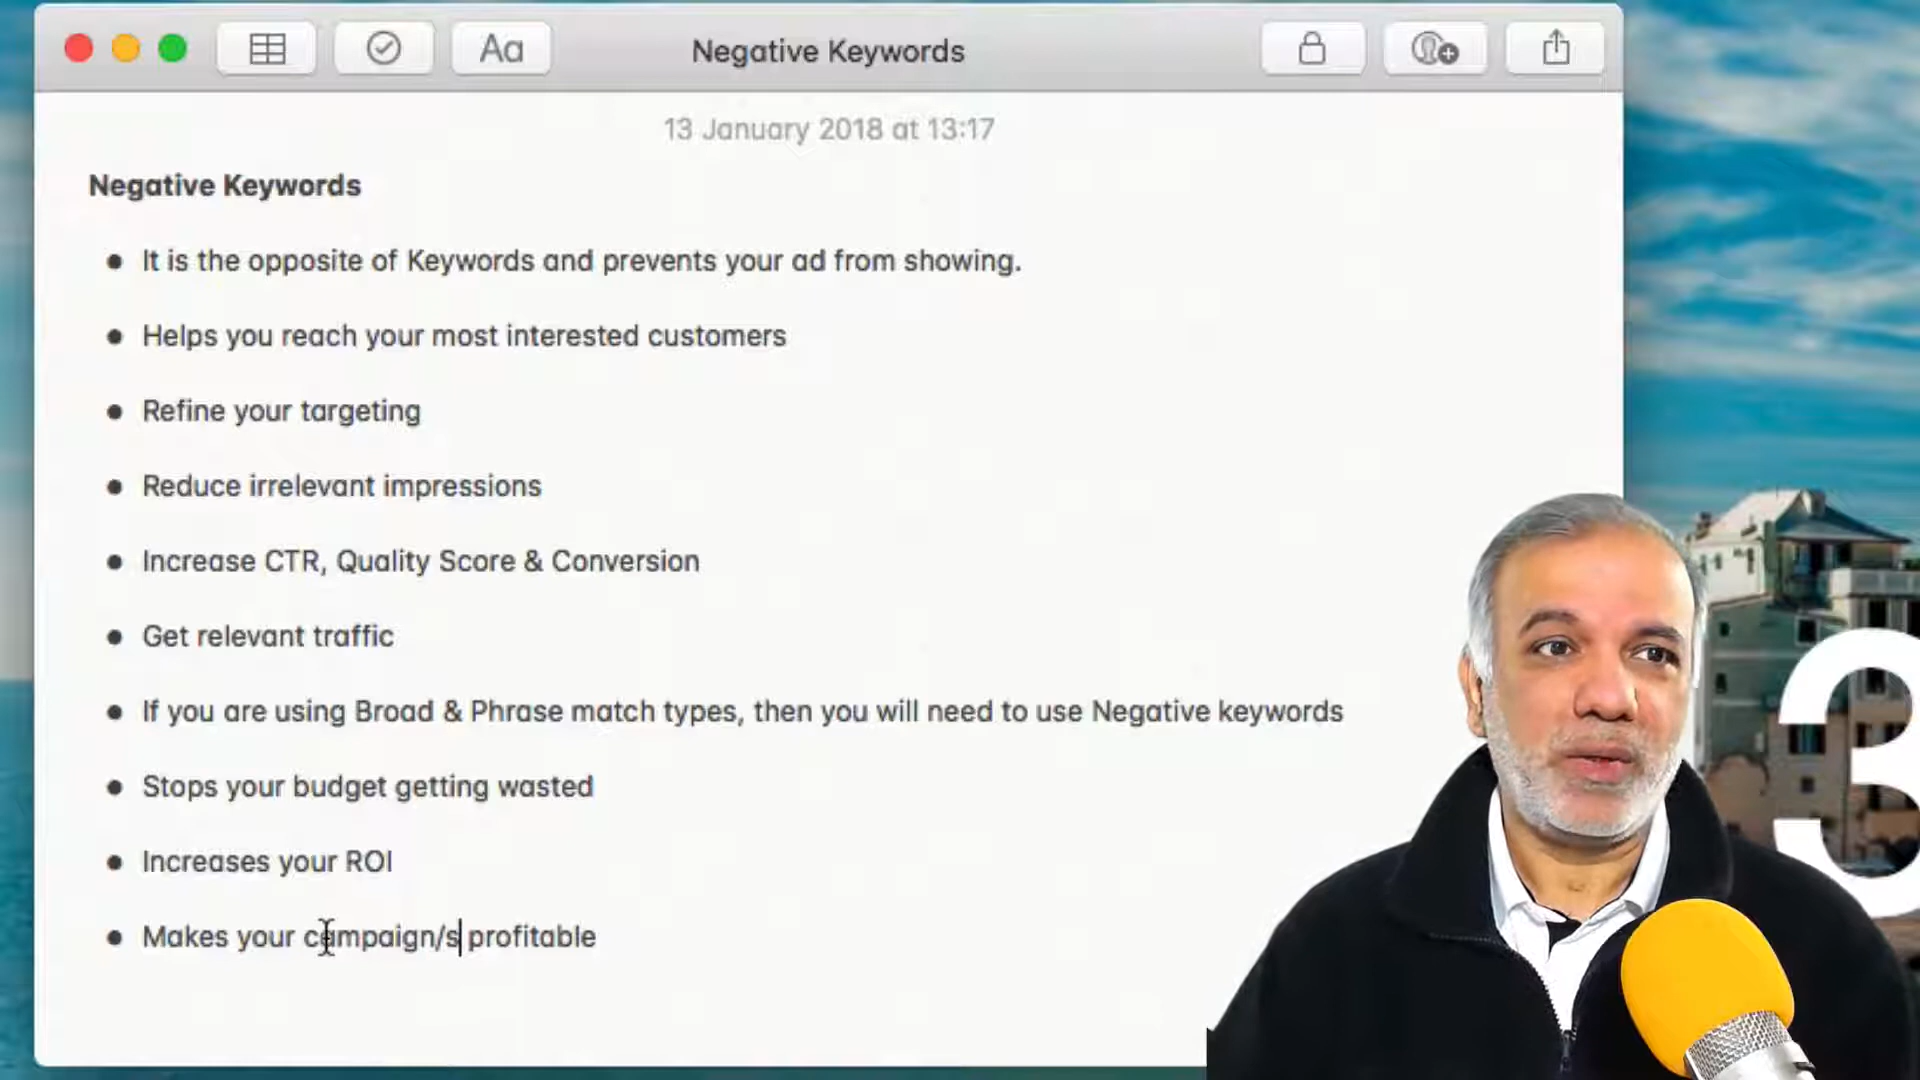 Aa
Negative Keywords
13 January 2018 at 13:17
Negative Keywords
• It is the opposite of Keywords and prevents your ad from showing.
• Helps you reach your most interested customers
• Refine your targeting
• Reduce irrelevant impressions
• Increase CTR, Quality Score & Conversion
• Get relevant traffic
• If you are using Broad & Phrase match types, then you will need to use Negative keywords
• Stops your budget getting wasted
• Increases your ROI
• Makes your campaign/s profitable
3